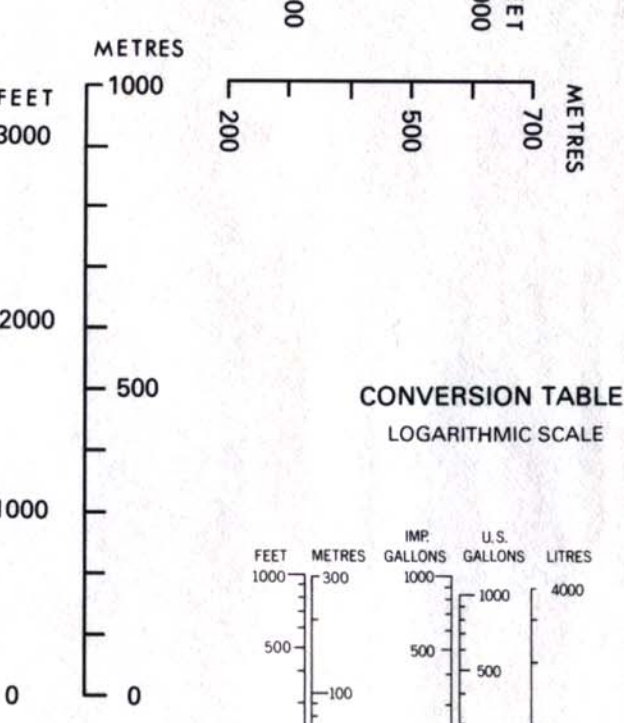 METRES
FEET
1000
3000
2000
500
1000
0 0
200 500 700 METRES
CONVERSION TABLE
LOGARITHMIC SCALE
IMP. U.S.
FEET METRES GALLONS GALLONS LITRES
1000 300 1000 1000 4000
500 500 500
100